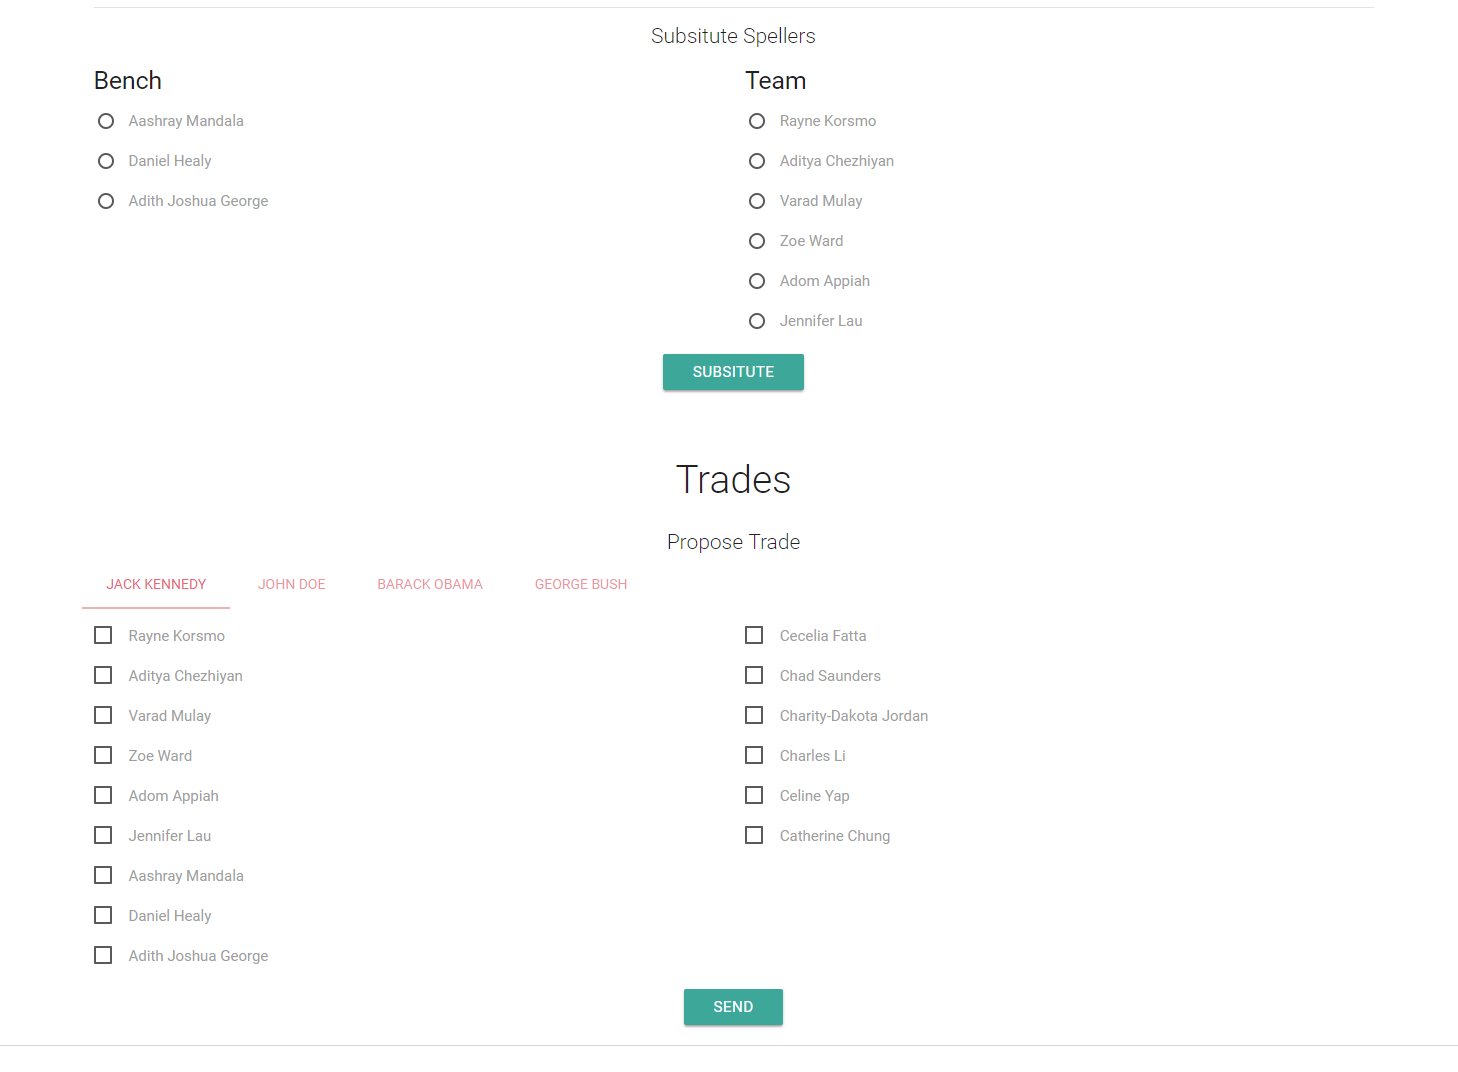 Subsitute Spellers
Bench
Aashray Mandala
Daniel Healy
Adith Joshua George
Team
Rayne Korsmo
Aditya Chezhiyan
Varad Mulay
Zoe Ward
Adom Appiah
Jennifer Lau
SUBSITUTE
Trades
Propose Trade
JACK KENNEDY JOHN DOE BARACK OBAMA GEORGE BUSH
Rayne Korsmo
Aditya Chezhiyan
Varad Mulay
Zoe Ward
Adom Appiah
Jennifer Lau
Aashray Mandala
Daniel Healy
Adith Joshua George
Cecelia Fatta
Chad Saunders
Charity-Dakota Jordan
Charles Li
Celine Yap
Catherine Chung
SEND